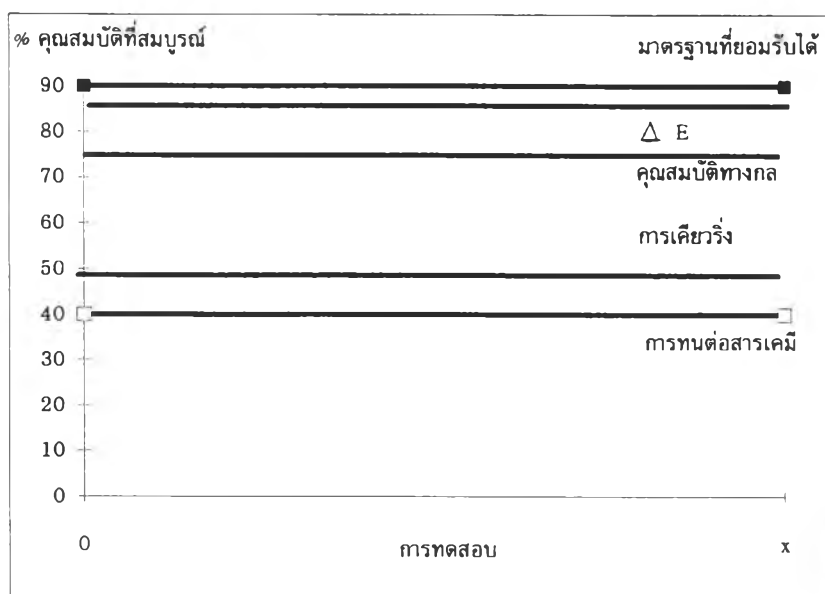 % คุณสมบัติที่สมบูรณ์
มาตรฐานที่ยอมรับได้
90
80
△ E
70
คุณสมบัติทางกล
60
การเคียวริ่ง
50
40
การทนต่อสารเคมี
30
20
10
0
0 การทดสอบ x